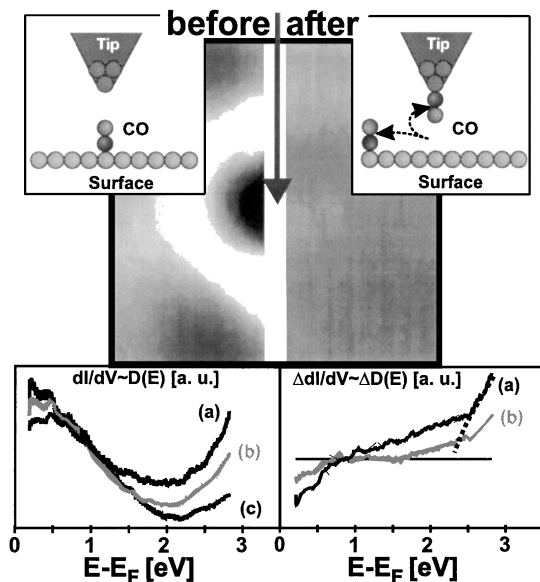 before after
Tip
CO
Surface
Tip
CO
Surface
dI/dV~D(E) [a. u.]
(a)
(b)
(c)
0 1 2 3
E-E_F [eV]
ΔdI/dV~ΔD(E) [a. u.]
(a)
(b)
0 1 2 3
E-E_F [eV]